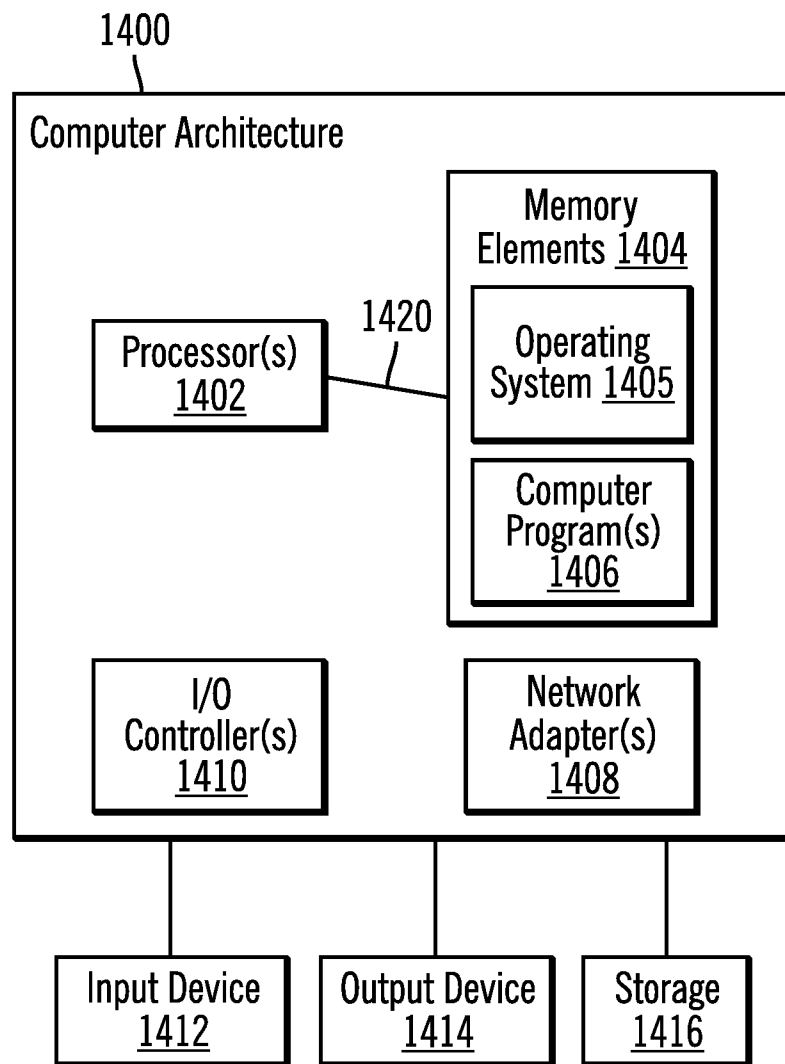 1400
Computer Architecture
Memory
Elements 1404
1420
Processor(s)
1402
Operating
System 1405
Computer
Program(s)
1406
I/O
Controller(s)
1410
Network
Adapter(s)
1408
Input Device
1412
Output Device
1414
Storage
1416